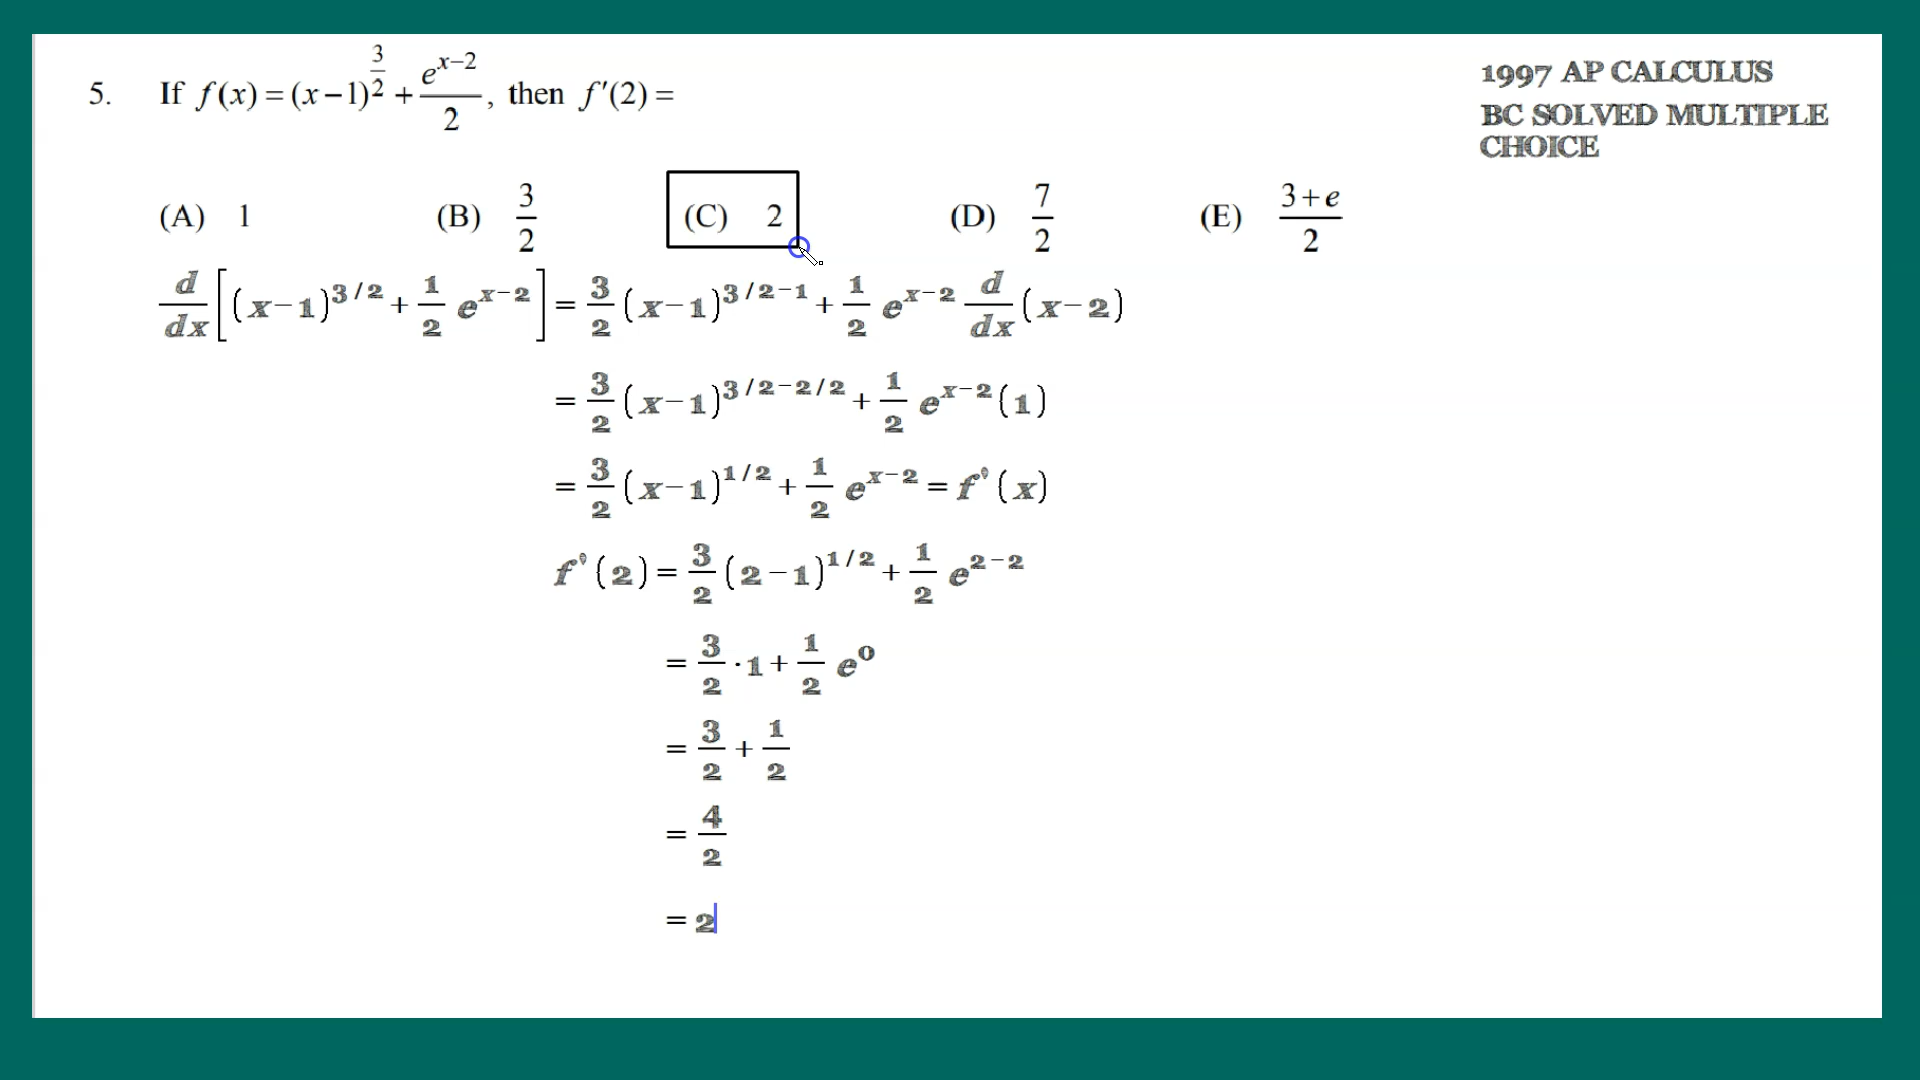 5. If f(x) = (x−1)^(3/2) + e^(x−2)/2, then f′(2) =
1997 AP CALCULUS
BC SOLVED MULTIPLE
CHOICE
(A) 1 (B) 3/2 (C) 2 (D) 7/2 (E) (3+e)/2
d/dx [(x−1)^(3/2) + 1/2 e^(x−2)] = 3/2 (x−1)^(3/2−1) + 1/2 e^(x−2) d/dx (x−2)
= 3/2 (x−1)^(3/2−2/2) + 1/2 e^(x−2) (1)
= 3/2 (x−1)^(1/2) + 1/2 e^(x−2) = f'(x)
f'(2) = 3/2 (2−1)^(1/2) + 1/2 e^(2−2)
= 3/2 · 1 + 1/2 e^0
= 3/2 + 1/2
= 4/2
= 2